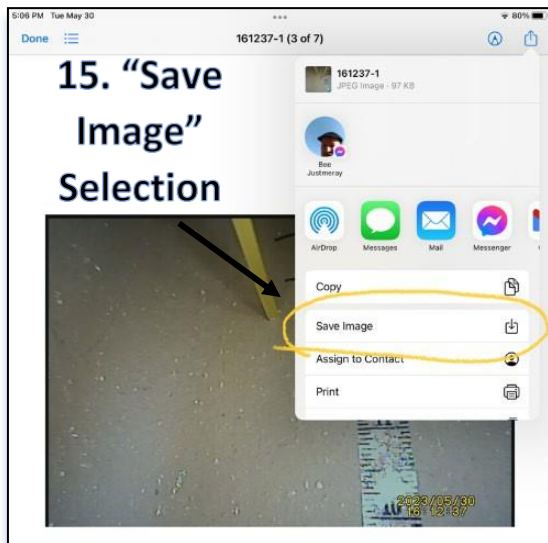 5:06 PM Tue May 30
80%
Done
161237-1 (3 of 7)
15. “Save
Image”
Selection
161237-1
JPEG Image - 97 KB
Bee
Justmeray
AirDrop
Messages
Mail
Messenger
Copy
Save Image
Assign to Contact
Print
2023/05/30
16:12:37